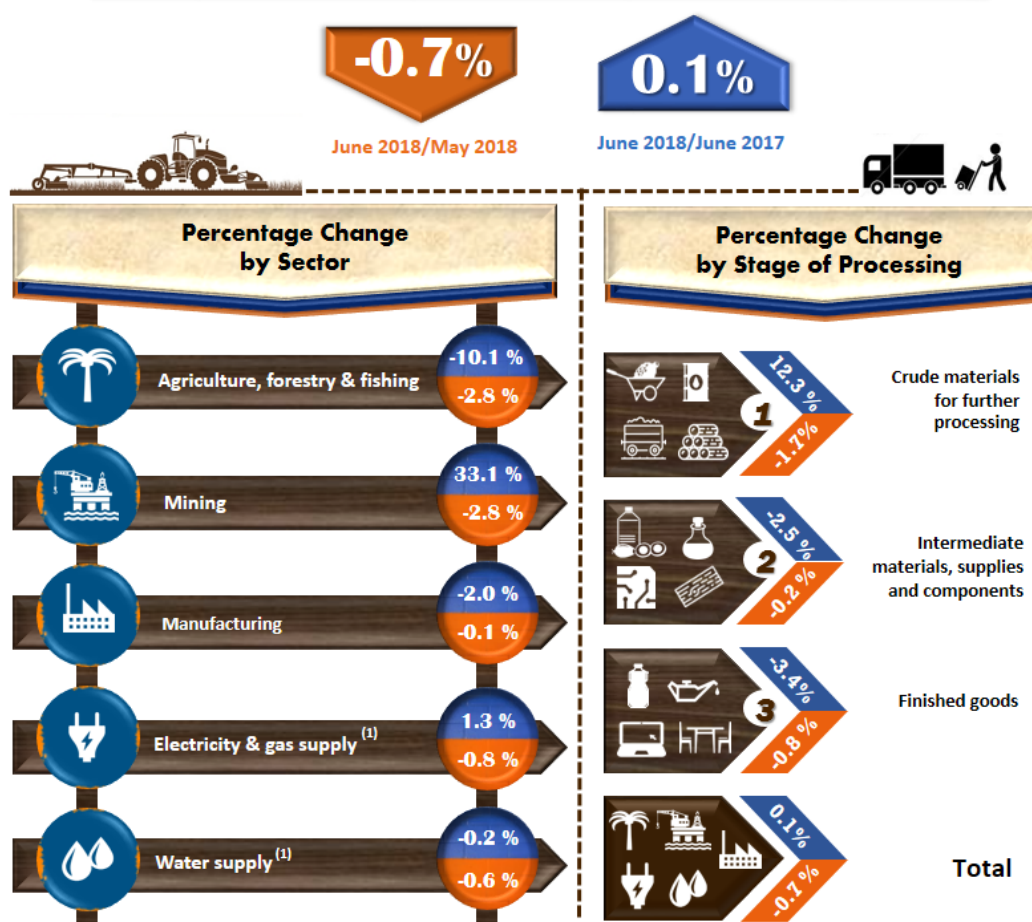 -0.7%
0.1%
June 2018/May 2018
June 2018/June 2017
Percentage Change
by Sector
-10.1 %
Agriculture, forestry & fishing
-2.8 %
33.1 %
Mining
-2.8 %
-2.0 %
Manufacturing
-0.1 %
1.3 %
Electricity & gas supply (1)
-0.8 %
-0.2 %
Water supply (1)
-0.6 %
Percentage Change
by Stage of Processing
1
12.3 %
-1.7%
Crude materials
for further
processing
2
-2.5 %
-0.2 %
Intermediate
materials, supplies
and components
3
-3.4%
-0.8 %
Finished goods
0.1%
-0.7 %
Total